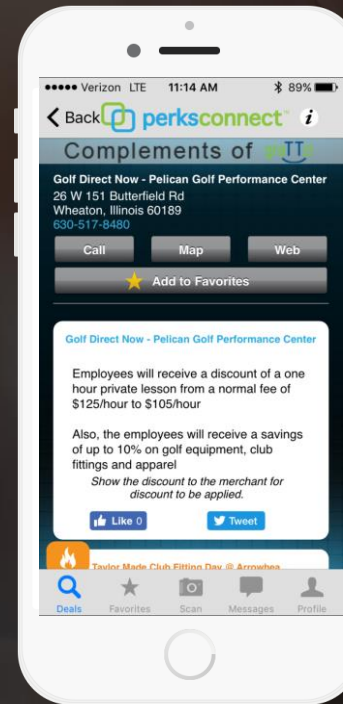 Verizon LTE 11:14 AM 89%
Back perksconnect™ i
Complements of
Golf Direct Now - Pelican Golf Performance Center
26 W 151 Butterfield Rd
Wheaton, Illinois 60189
630-517-8480
Call Map Web
Add to Favorites
Golf Direct Now - Pelican Golf Performance Center
Employees will receive a discount of a one
hour private lesson from a normal fee of
$125/hour to $105/hour
Also, the employees will receive a savings
of up to 10% on golf equipment, club
fittings and apparel
Show the discount to the merchant for
discount to be applied.
Like 0 Tweet
Taylor Made Club Fitting Day @ Arrowhea
Deals Favorites Scan Messages Profile